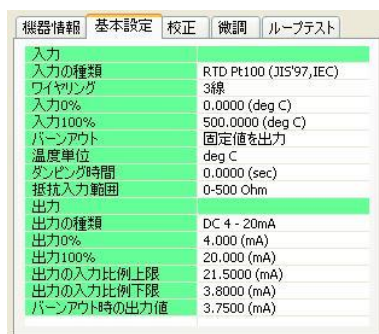 機器情報 基本設定 校正 微調 ループテスト
入力
入力の種類 RTD Pt100 (JIS'97,IEC)
ワイヤリング 3線
入力0% 0.0000 (deg C)
入力100% 500.0000 (deg C)
バーンアウト 固定値を出力
温度単位 deg C
ダンピング時間 0.0000 (sec)
抵抗入力範囲 0-500 Ohm
出力
出力の種類 DC 4 - 20mA
出力0% 4.000 (mA)
出力100% 20.000 (mA)
出力の入力比例上限 21.5000 (mA)
出力の入力比例下限 3.8000 (mA)
バーンアウト時の出力値 3.7500 (mA)